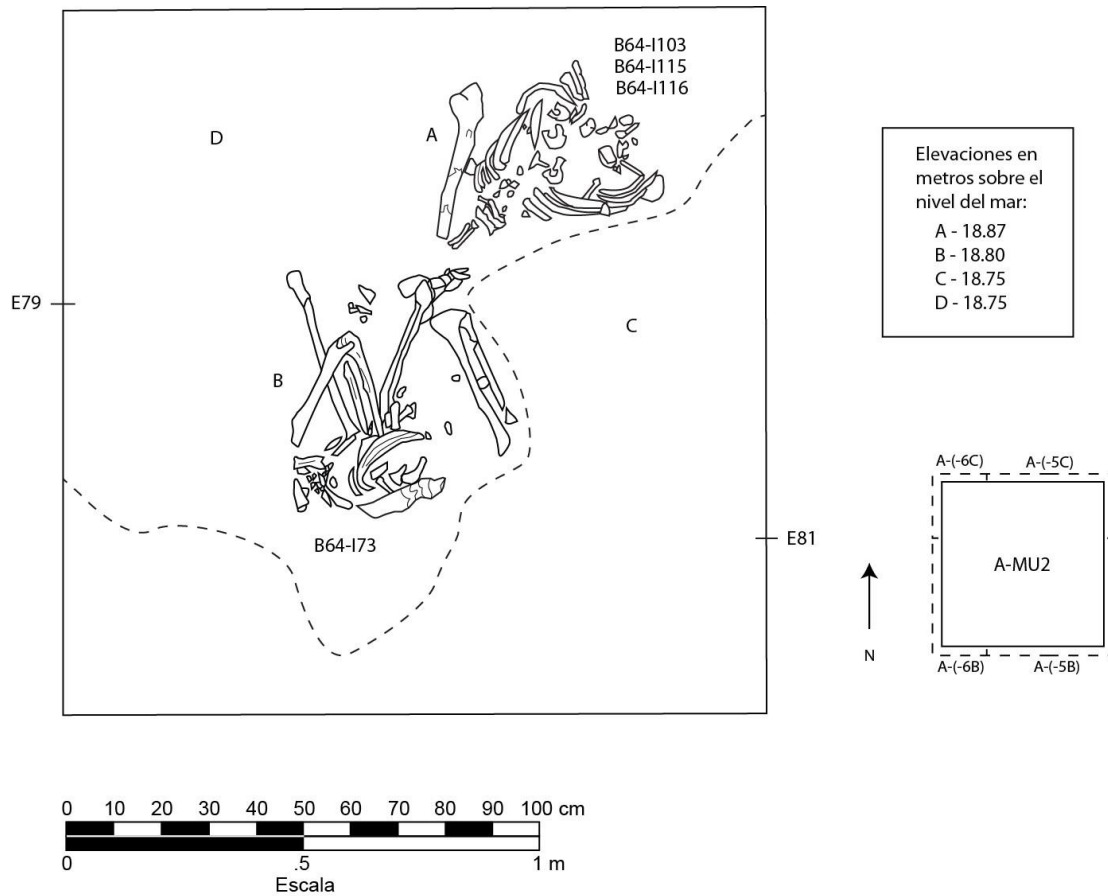 B64-I103
B64-I115
B64-I116
A
D
Elevaciones en
metros sobre el
nivel del mar:
A - 18.87
B - 18.80
C - 18.75
D - 18.75
E79
C
B
B64-I73
E81
A-(-6C)
A-(-5C)
A-MU2
N
A-(-6B)
A-(-5B)
0 10 20 30 40 50 60 70 80 90 100 cm
0 .5 1 m
Escala